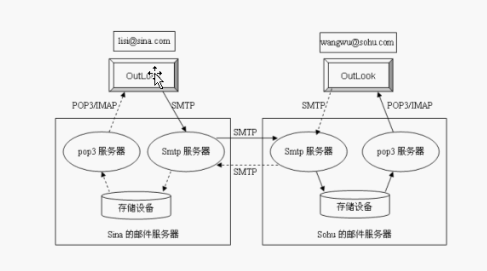 lisi@sina.com
wangwu@sohu.com
OutLook
OutLook
POP3/IMAP
SMTP
SMTP
POP3/IMAP
SMTP
pop3 服务器
Smtp 服务器
Smtp 服务器
pop3 服务器
SMTP
存储设备
存储设备
Sina 的邮件服务器
Sohu 的邮件服务器